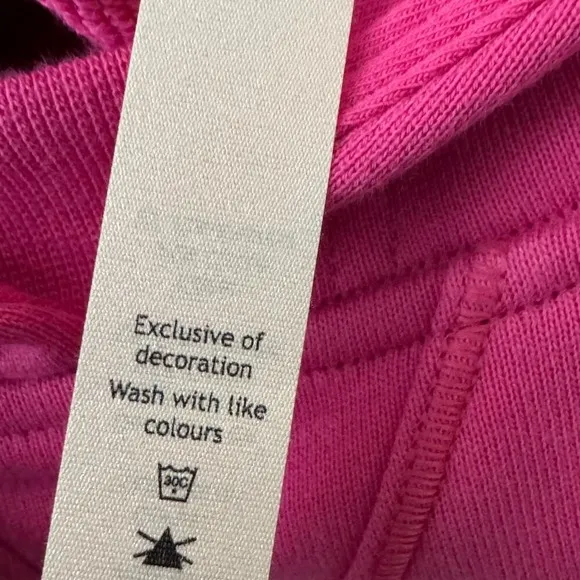 Exclusive of
decoration
Wash with like
colours
30C